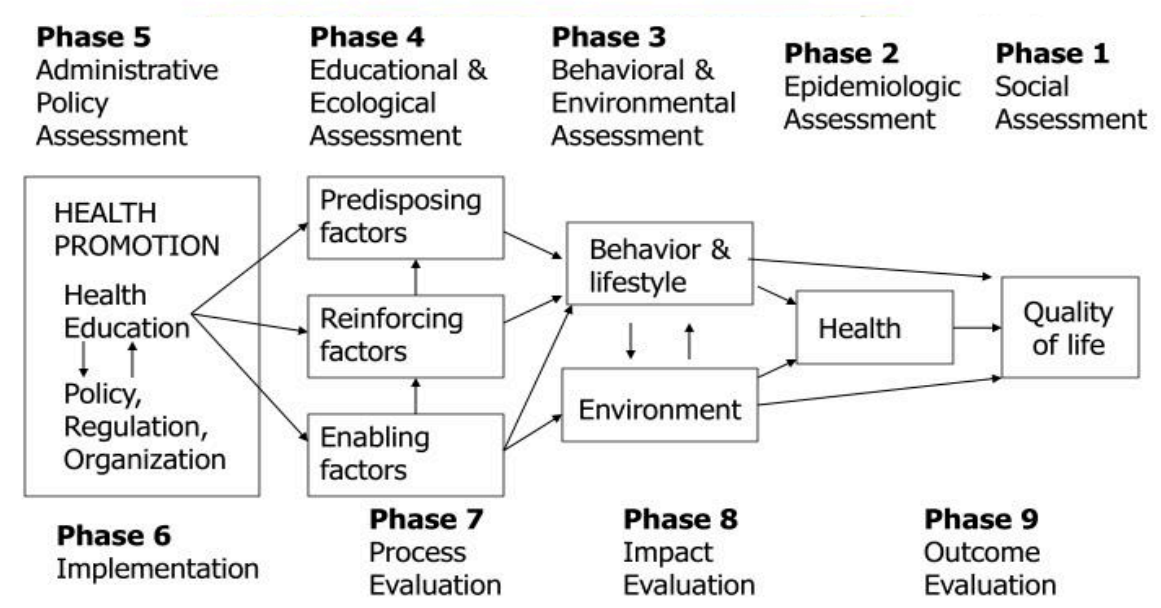 Phase 5
Administrative
Policy
Assessment
Phase 4
Educational &
Ecological
Assessment
Phase 3
Behavioral &
Environmental
Assessment
Phase 2
Epidemiologic
Assessment
Phase 1
Social
Assessment
HEALTH
PROMOTION
Health
Education
Policy,
Regulation,
Organization
Predisposing
factors
Reinforcing
factors
Enabling
factors
Behavior &
lifestyle
Environment
Health
Quality
of life
Phase 6
Implementation
Phase 7
Process
Evaluation
Phase 8
Impact
Evaluation
Phase 9
Outcome
Evaluation